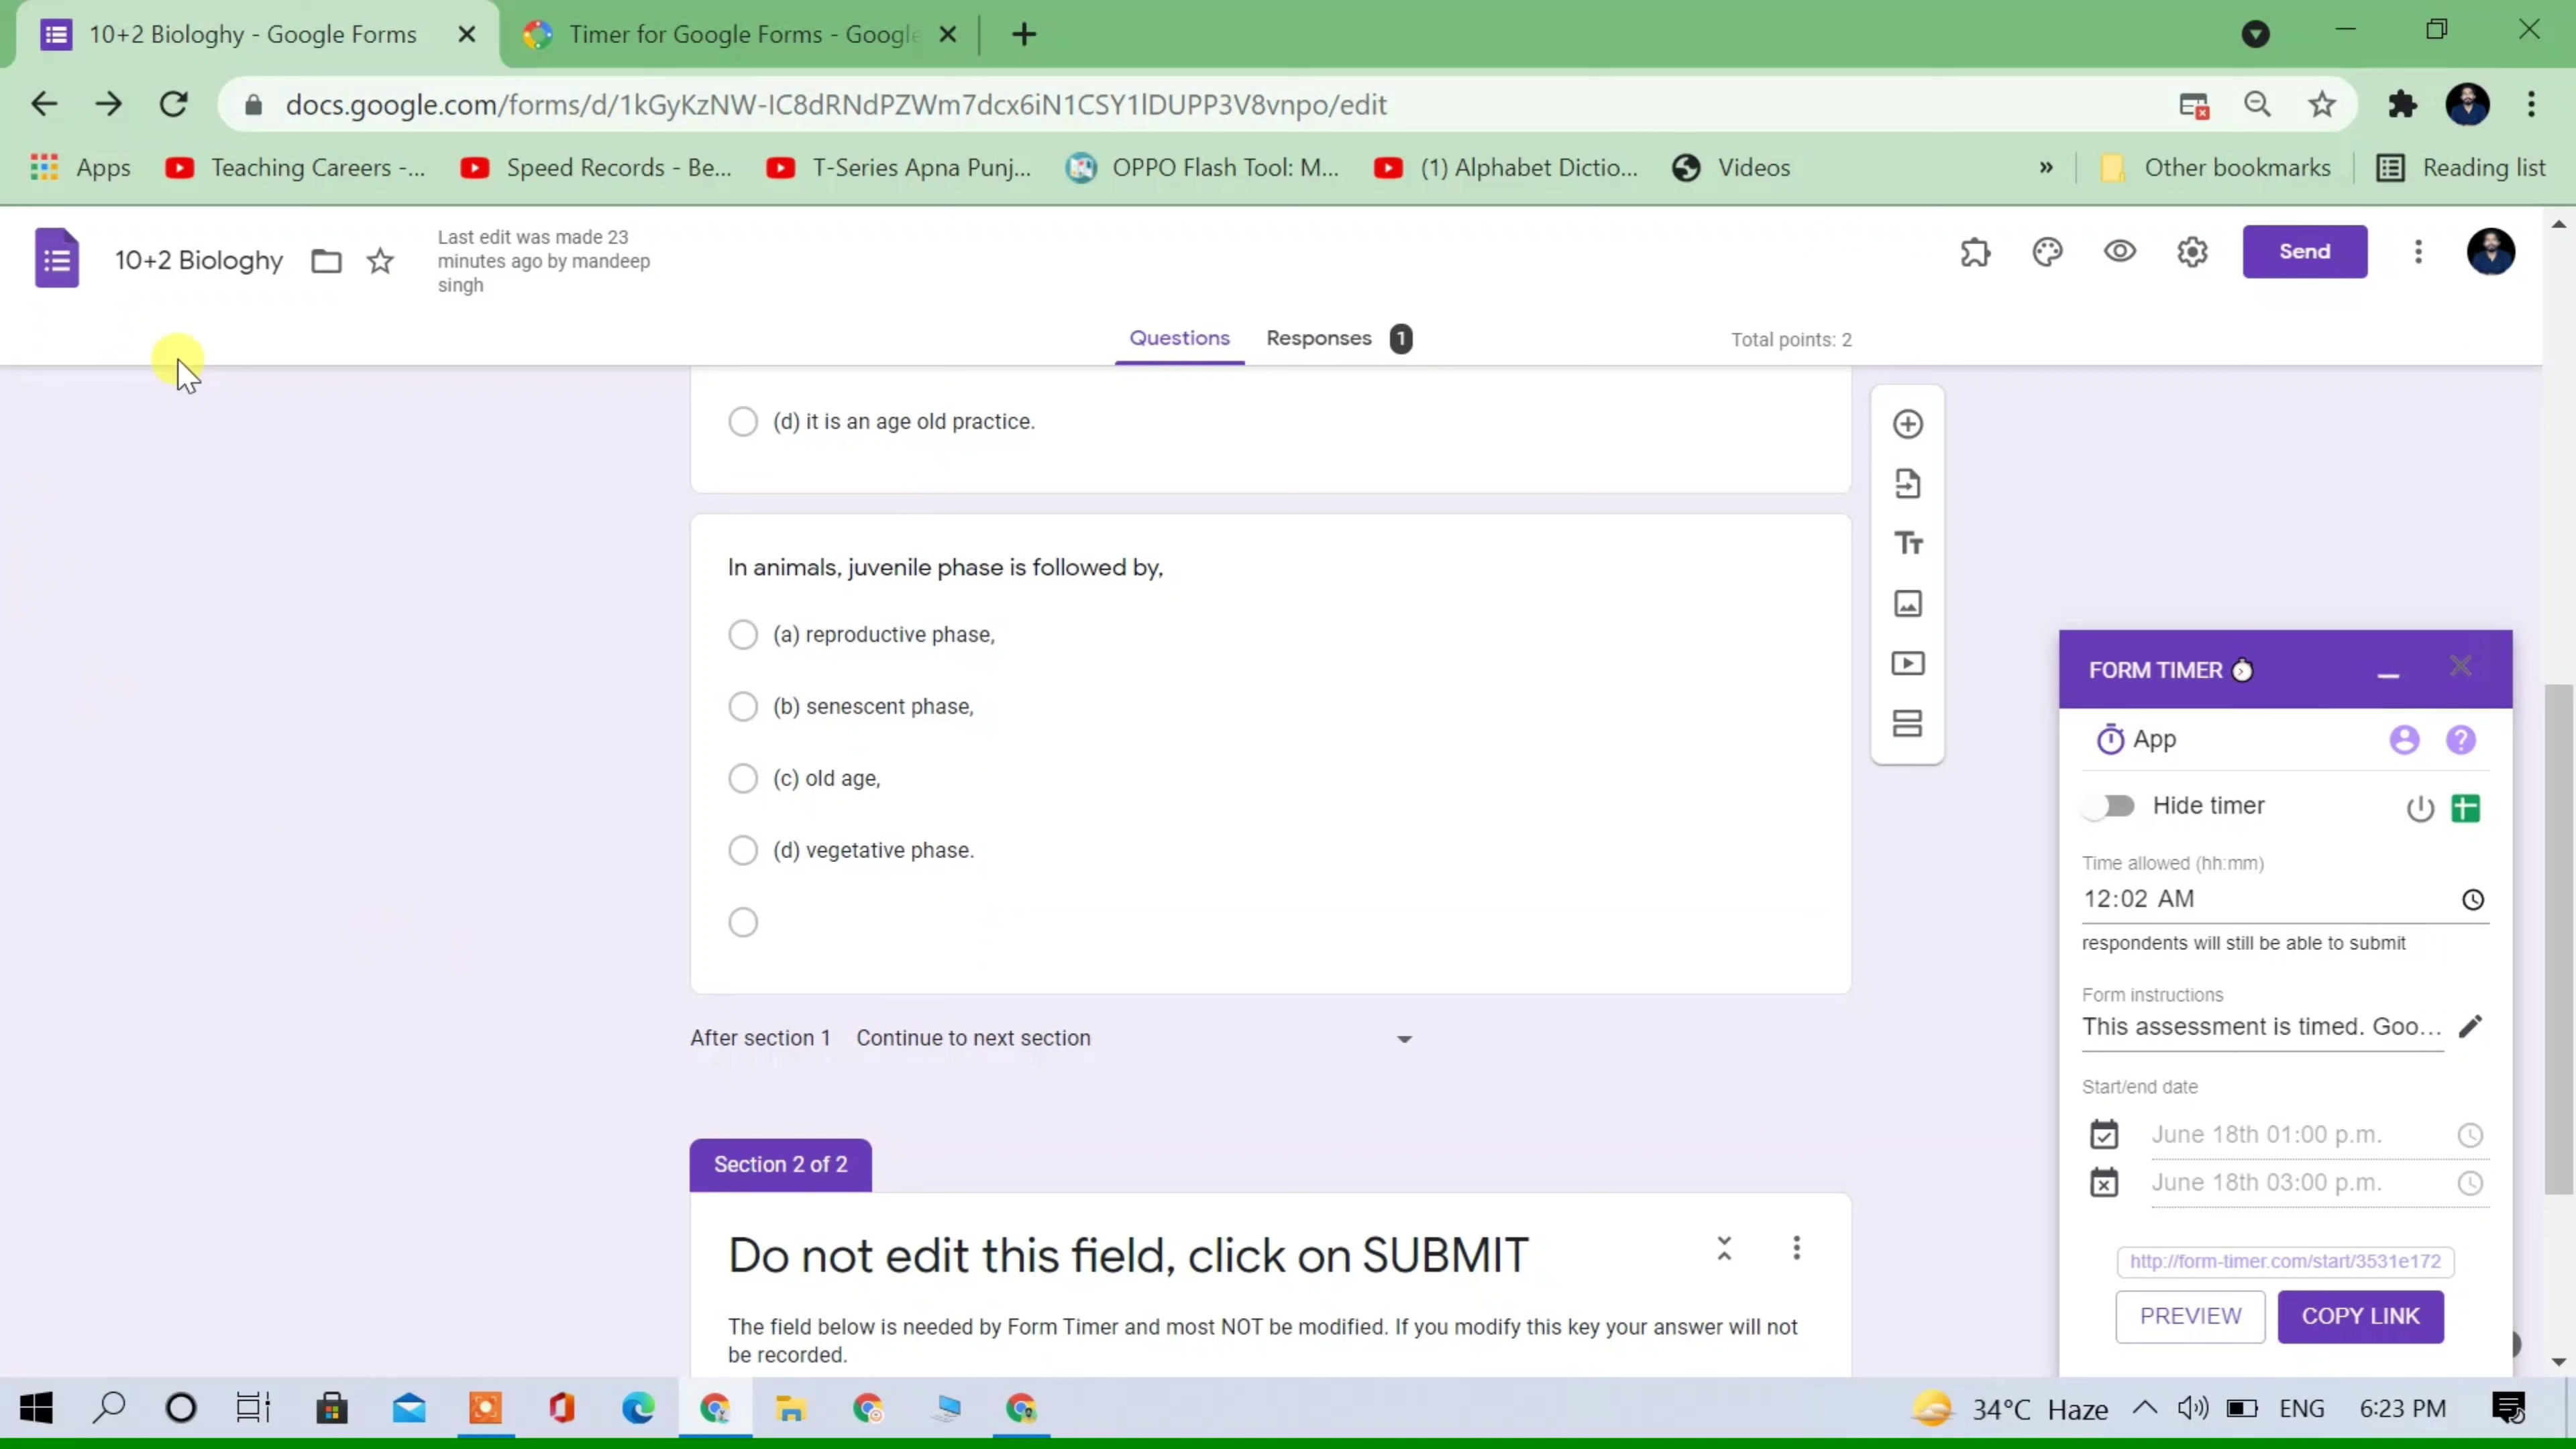 10+2 Biologhy - Google Forms
Timer for Google Forms - Google
docs.google.com/forms/d/1kGyKzNW-IC8dRNdPZWm7dcx6iN1CSY1lDUPP3V8vnpo/edit
Apps
Teaching Careers -...
Speed Records - Be...
T-Series Apna Punj...
OPPO Flash Tool: M...
(1) Alphabet Dictio...
Videos
»
Other bookmarks
Reading list
10+2 Biologhy
Last edit was made 23
minutes ago by mandeep
singh
Send
Questions
Responses 1
Total points: 2
(d) it is an age old practice.
In animals, juvenile phase is followed by,
(a) reproductive phase,
(b) senescent phase,
(c) old age,
(d) vegetative phase.
After section 1 Continue to next section
Section 2 of 2
Do not edit this field, click on SUBMIT
The field below is needed by Form Timer and most NOT be modified. If you modify this key your answer will not
be recorded.
Tт
FORM TIMER
App
Hide timer
Time allowed (hh:mm)
12:02 AM
respondents will still be able to submit
Form instructions
This assessment is timed. Goo...
Start/end date
June 18th 01:00 p.m.
June 18th 03:00 p.m.
http://form-timer.com/start/3531e172
PREVIEW
COPY LINK
34°C Haze
ENG
6:23 PM